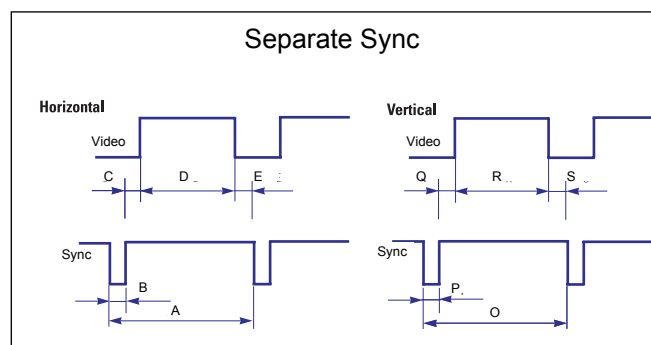 Separate Sync
Horizontal
Video
C D E
Sync
B
A
Vertical
Video
Q R S
Sync
P
O